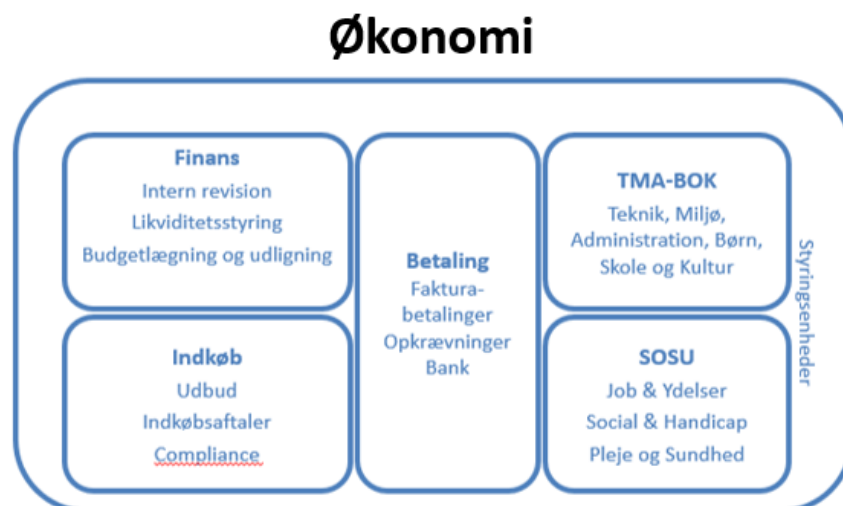 Økonomi
Finans
Intern revision
Likviditetsstyring
Budgetlægning og udligning
Indkøb
Udbud
Indkøbsaftaler
Compliance
Betaling
Faktura-
betalinger
Opkrævninger
Bank
TMA-BOK
Teknik, Miljø,
Administration, Børn,
Skole og Kultur
SOSU
Job & Ydelser
Social & Handicap
Pleje og Sundhed
Styringsenheder